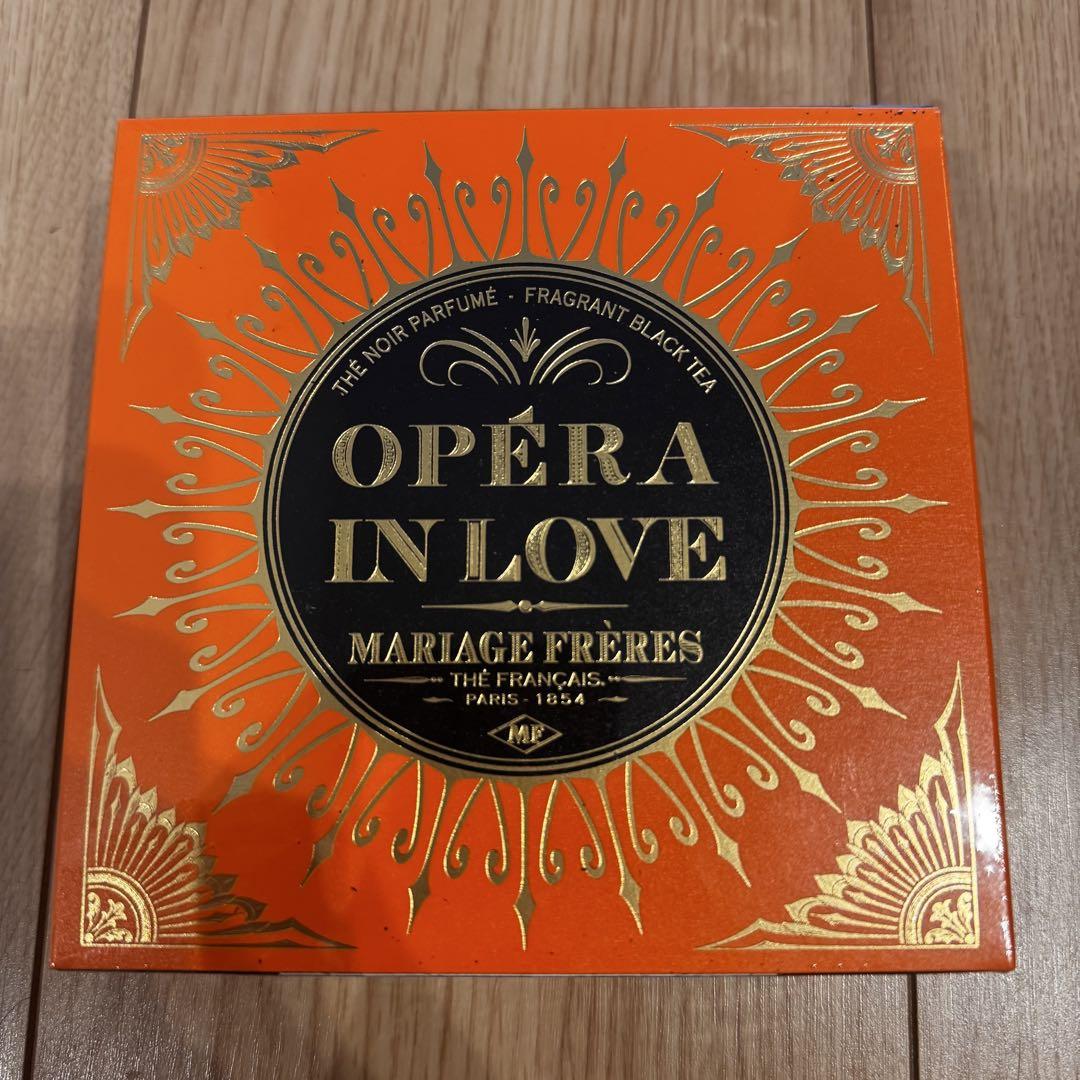 THÉ NOIR PARFUMÉ · FRAGRANT BLACK TEA
OPÉRA
IN LOVE
MARIAGE FRÈRES
THÉ FRANÇAIS.
PARIS - 1854
MF